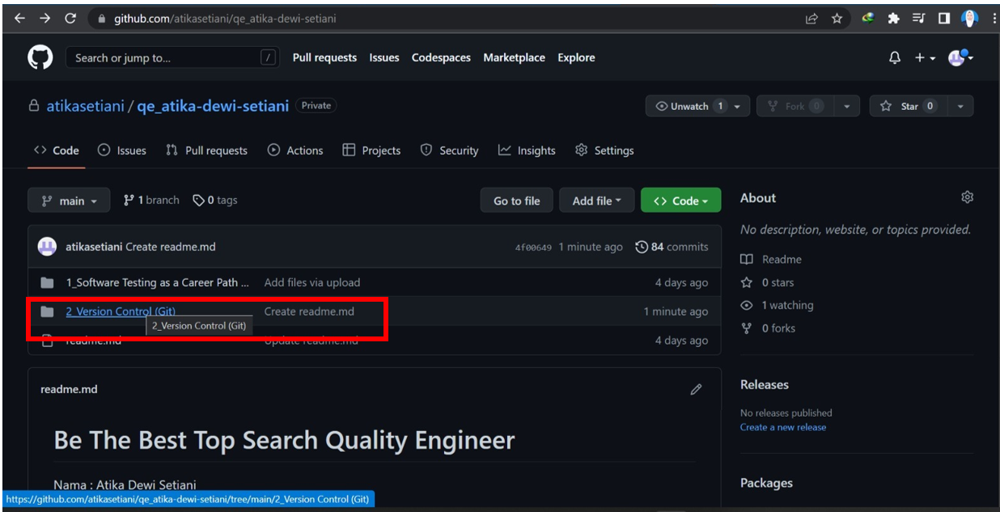 github.com/atikasetiani/qe_atika-dewi-setiani
Search or jump to... / Pull requests Issues Codespaces Marketplace Explore
atikasetiani / qe_atika-dewi-setiani Private Unwatch 1 Fork 0 Star 0
Code Issues Pull requests Actions Projects Security Insights Settings
main 1 branch 0 tags Go to file Add file Code
atikasetiani Create readme.md 4f00649 1 minute ago 84 commits
1_Software Testing as a Career Path ... Add files via upload 4 days ago
2_Version Control (Git) Create readme.md 1 minute ago
2_Version Control (Git)
readme.md Update readme.md 4 days ago
readme.md
Be The Best Top Search Quality Engineer
Nama : Atika Dewi Setiani
https://github.com/atikasetiani/qe_atika-dewi-setiani/tree/main/2_Version Control (Git)
About
No description, website, or topics provided.
Readme
0 stars
1 watching
0 forks
Releases
No releases published
Create a new release
Packages